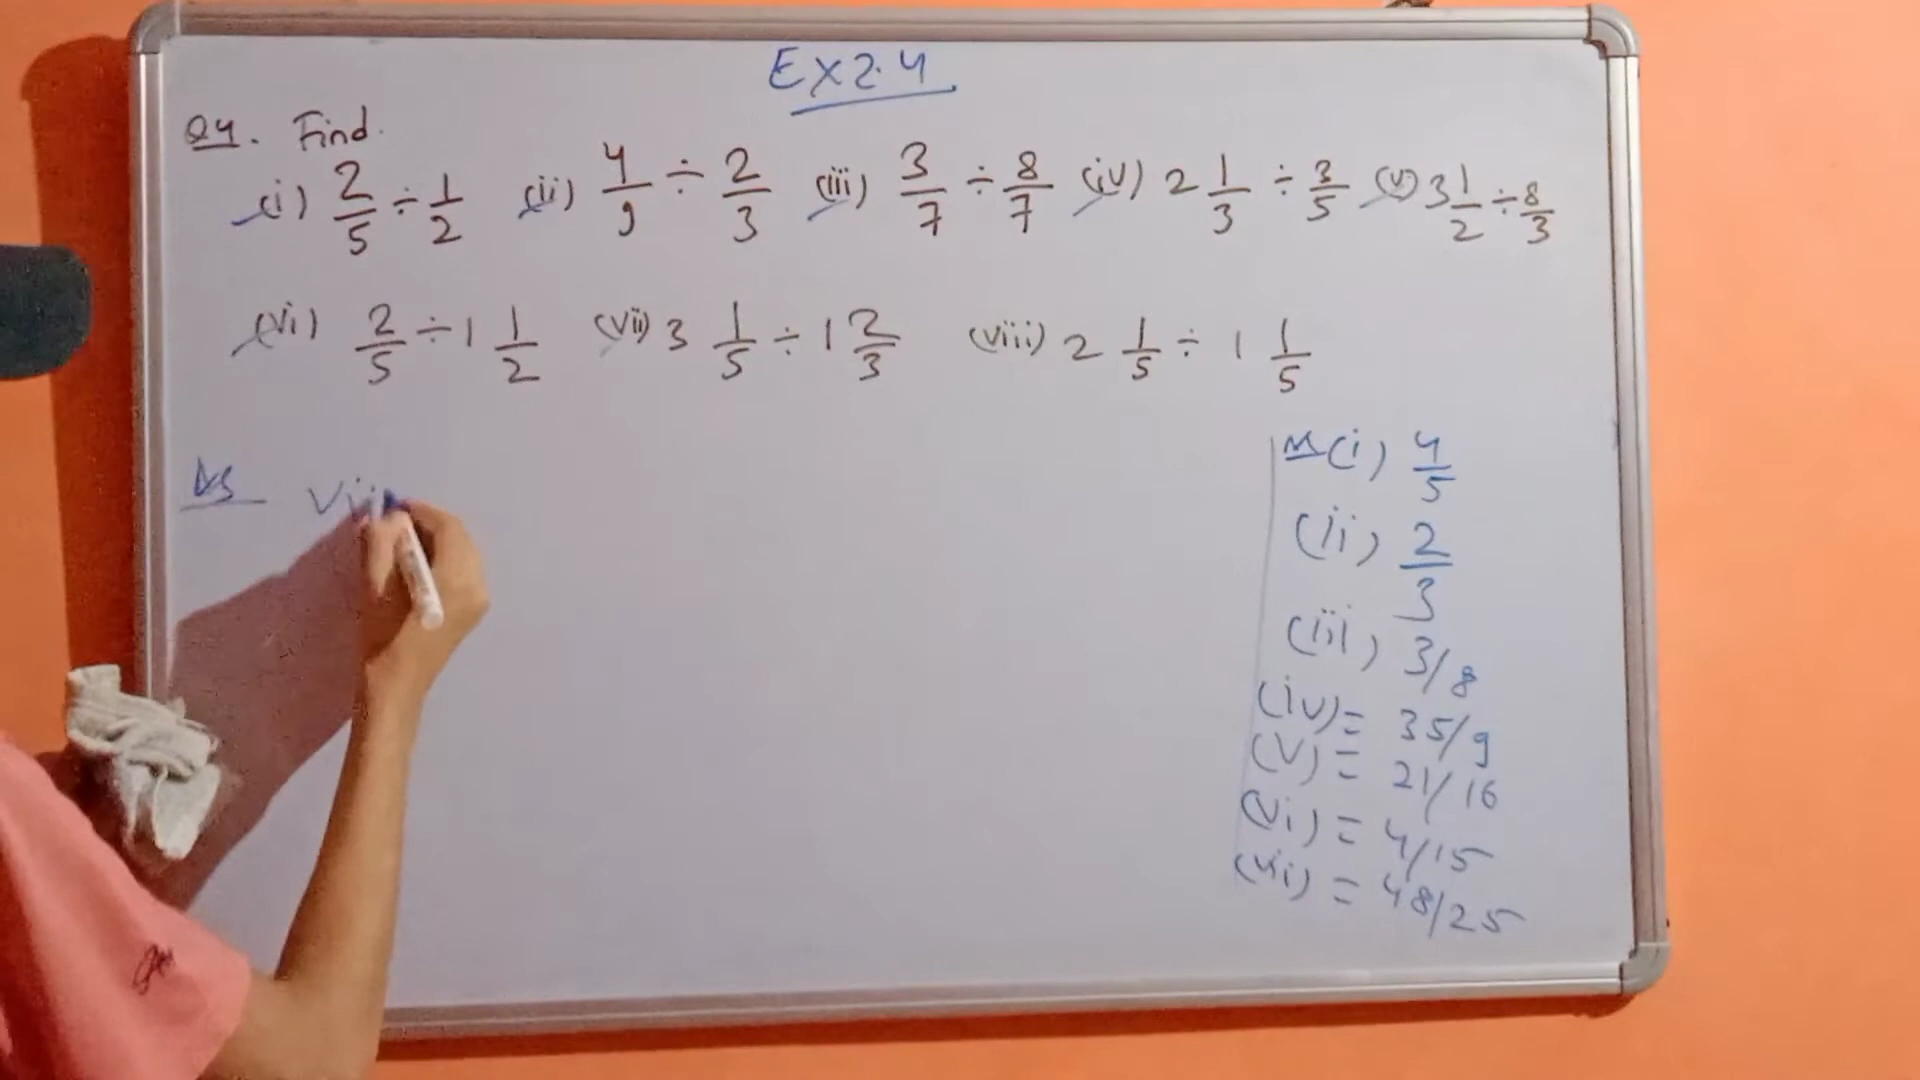 Ex 2.4
Q4. Find.
(i) 2/5 ÷ 1/2 (ii) 4/9 ÷ 2/3 (iii) 3/7 ÷ 8/7 (iv) 2 1/3 ÷ 3/5 (v) 3 1/2 ÷ 8/3
(vi) 2/5 ÷ 1 1/2 (vii) 3 1/5 ÷ 1 2/3 (viii) 2 1/5 ÷ 1 1/5
(i) 4/5
(ii) 2/3
(iii) 3/8
(iv) = 35/9
(v) = 21/16
(vi) = 4/15
(vii) = 48/25